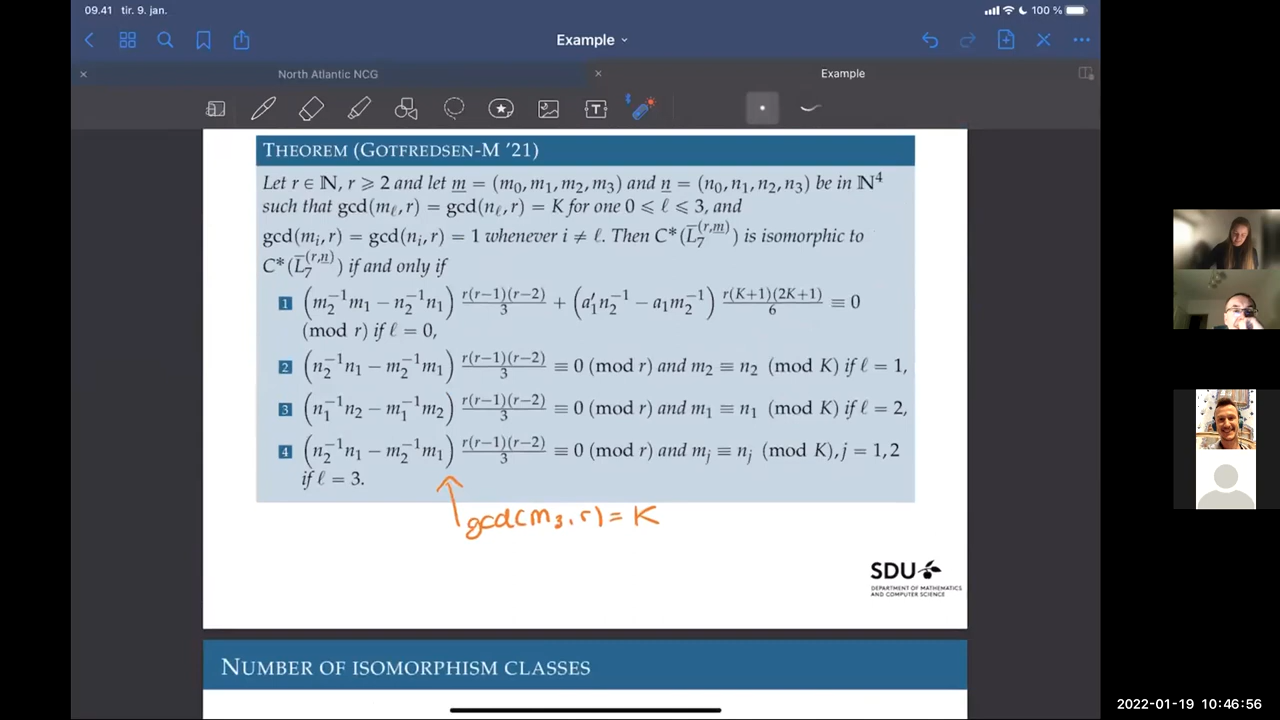 09.41 tir. 9. jan.
100 %
Example
North Atlantic NCG
Example
THEOREM (GOTFREDSEN-M '21)
Let r ∈ ℕ, r ⩾ 2 and let m = (m₀, m₁, m₂, m₃) and n = (n₀, n₁, n₂, n₃) be in ℕ⁴
such that gcd(m_ℓ, r) = gcd(n_ℓ, r) = K for one 0 ⩽ ℓ ⩽ 3, and
gcd(m_i, r) = gcd(n_i, r) = 1 whenever i ≠ ℓ. Then C*(L̅₇^(r,m)) is isomorphic to
C*(L̅₇^(r,n)) if and only if
1 (m₂⁻¹m₁ − n₂⁻¹n₁) r(r−1)(r−2)/3 + (a′₁n₂⁻¹ − a₁m₂⁻¹) r(K+1)(2K+1)/6 ≡ 0
(mod r) if ℓ = 0,
2 (n₂⁻¹n₁ − m₂⁻¹m₁) r(r−1)(r−2)/3 ≡ 0 (mod r) and m₂ ≡ n₂ (mod K) if ℓ = 1,
3 (n₁⁻¹n₂ − m₁⁻¹m₂) r(r−1)(r−2)/3 ≡ 0 (mod r) and m₁ ≡ n₁ (mod K) if ℓ = 2,
4 (n₂⁻¹n₁ − m₂⁻¹m₁) r(r−1)(r−2)/3 ≡ 0 (mod r) and m_j ≡ n_j (mod K), j = 1, 2
if ℓ = 3.
gcd(m₃, r) = K
SDU
DEPARTMENT OF MATHEMATICS
AND COMPUTER SCIENCE
NUMBER OF ISOMORPHISM CLASSES
2022-01-19 10:46:56